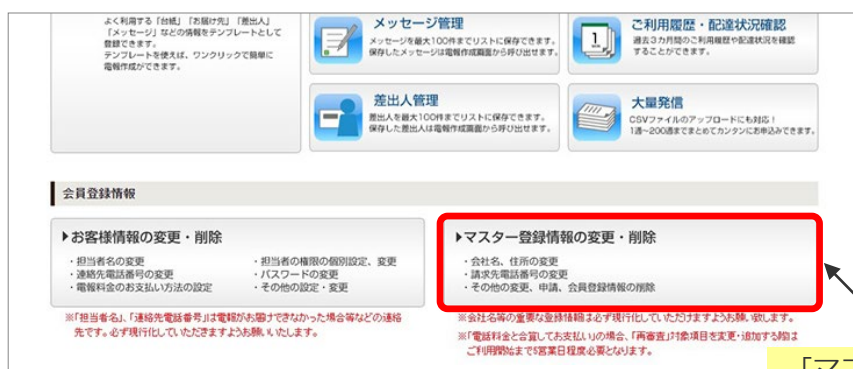 よく利用する「台紙」「お届け先」「差出人」
「メッセージ」などの情報をテンプレートとして
登録できます。
テンプレートを使えば、ワンクリックで簡単に
電報作成ができます。
メッセージ管理
メッセージを最大100件までリストに保存できます。
保存したメッセージは電報作成画面から呼び出せます。
ご利用履歴・配達状況確認
過去3カ月間のご利用履歴や配達状況を確認
することができます。
差出人管理
差出人を最大100件までリストに保存できます。
保存した差出人は電報作成画面から呼び出せます。
大量発信
CSVファイルのアップロードにも対応！
1通～200通までまとめてカンタンにお申込みできます。
会員登録情報
お客様情報の変更・削除
・担当者名の変更
・連絡先電話番号の変更
・電報料金のお支払い方法の設定
・担当者の権限の個別設定、変更
・パスワードの変更
・その他の設定・変更
※「担当者名」、「連絡先電話番号」は電報がお届けできなかった場合等などの連絡
先です。必ず現行化していただきますようお願いいたします。
マスター登録情報の変更・削除
・会社名、住所の変更
・請求先電話番号の変更
・その他の変更、申請、会員登録情報の削除
※会社名等の重要な登録情報は必ず現行化していただけますようお願い致します。
※「電話料金と合算してお支払い」の場合、「再審査」対象項目を変更・追加する際は
ご利用開始まで5営業日程度必要となります。